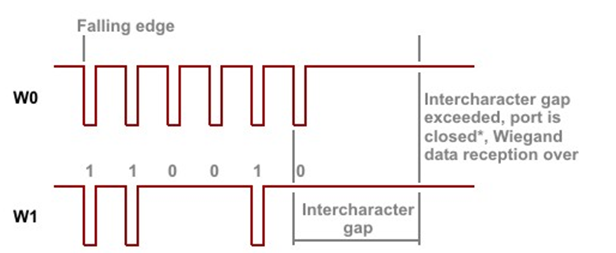 Falling edge
W0
Intercharacter gap
exceeded, port is
closed*, Wiegand
data reception over
1 1 0 0 1 0
W1
Intercharacter
gap